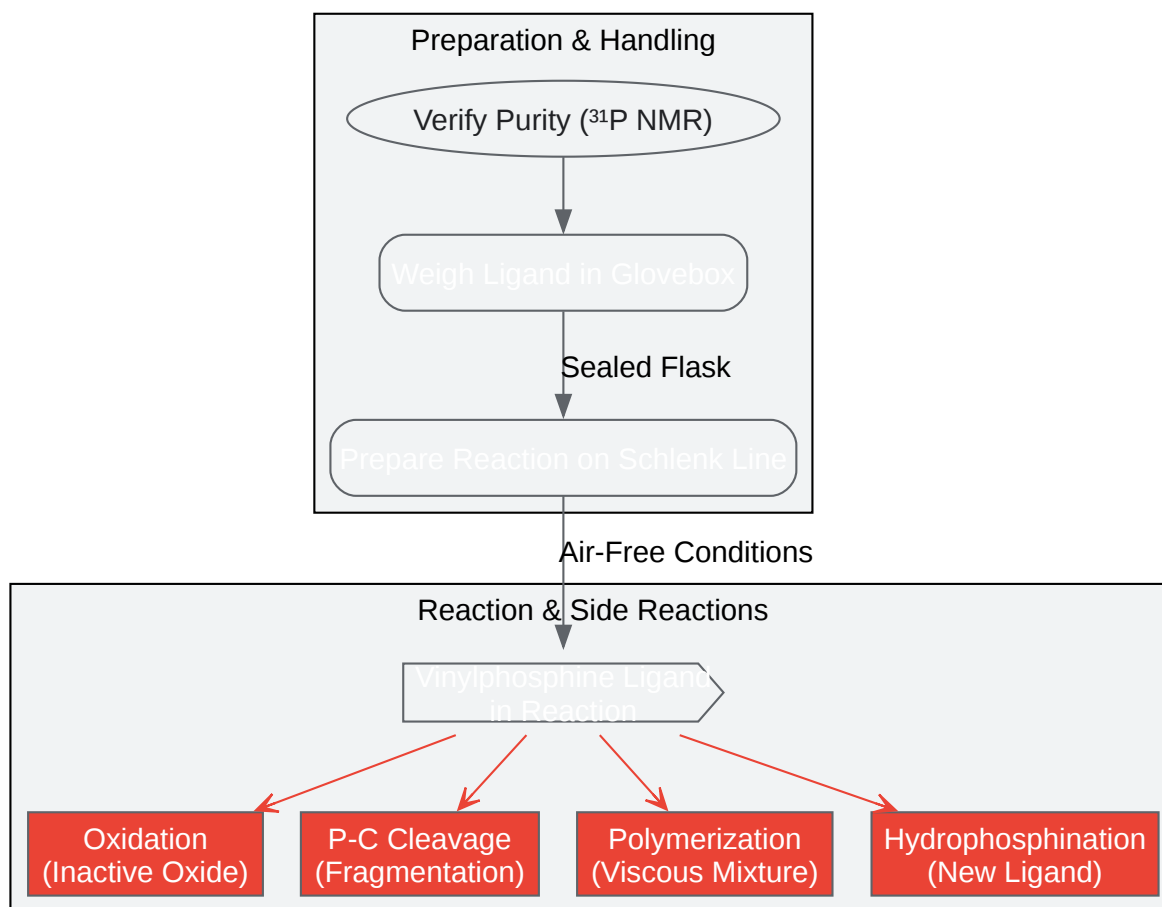 Preparation & Handling
Verify Purity (³¹P NMR)
Weigh Ligand in Glovebox
Sealed Flask
Prepare Reaction on Schlenk Line
Air-Free Conditions
Reaction & Side Reactions
Vinylphosphine Ligand
in Reaction
Oxidation
(Inactive Oxide)
P-C Cleavage
(Fragmentation)
Polymerization
(Viscous Mixture)
Hydrophosphination
(New Ligand)